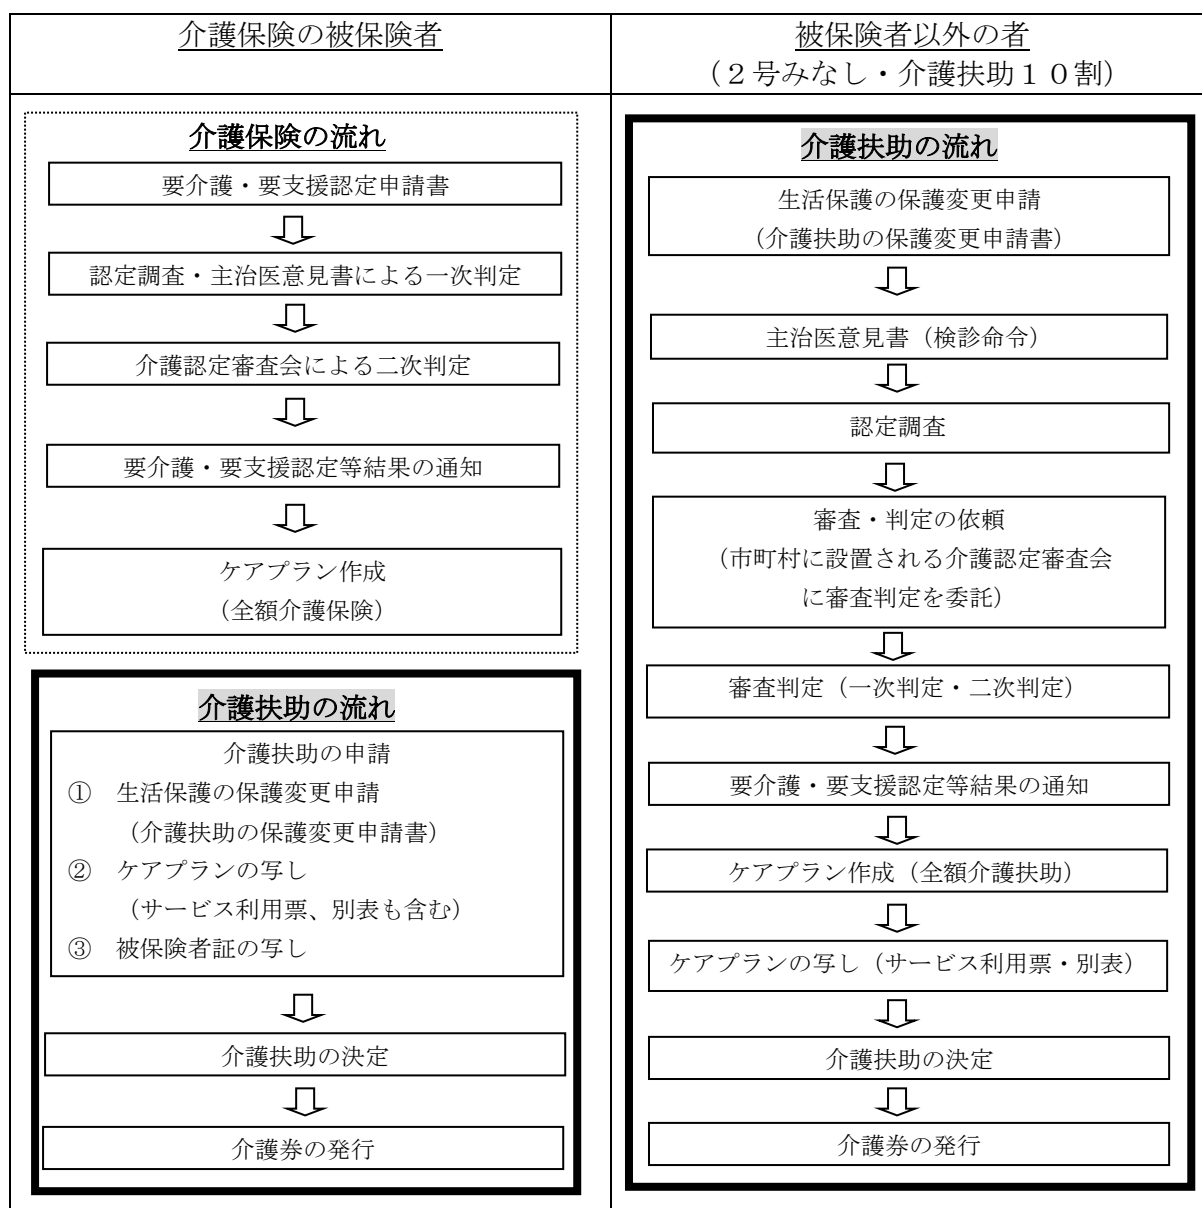 介護保険の被保険者
被保険者以外の者
(2号みなし・介護扶助10割)
介護保険の流れ
要介護・要支援認定申請書
認定調査・主治医意見書による一次判定
介護認定審査会による二次判定
要介護・要支援認定等結果の通知
ケアプラン作成
(全額介護保険)
介護扶助の流れ
介護扶助の申請
① 生活保護の保護変更申請
(介護扶助の保護変更申請書)
② ケアプランの写し
(サービス利用票、別表も含む)
③ 被保険者証の写し
介護扶助の決定
介護券の発行
介護扶助の流れ
生活保護の保護変更申請
(介護扶助の保護変更申請書)
主治医意見書(検診命令)
認定調査
審査・判定の依頼
(市町村に設置される介護認定審査会
に審査判定を委託)
審査判定(一次判定・二次判定)
要介護・要支援認定等結果の通知
ケアプラン作成(全額介護扶助)
ケアプランの写し(サービス利用票・別表)
介護扶助の決定
介護券の発行